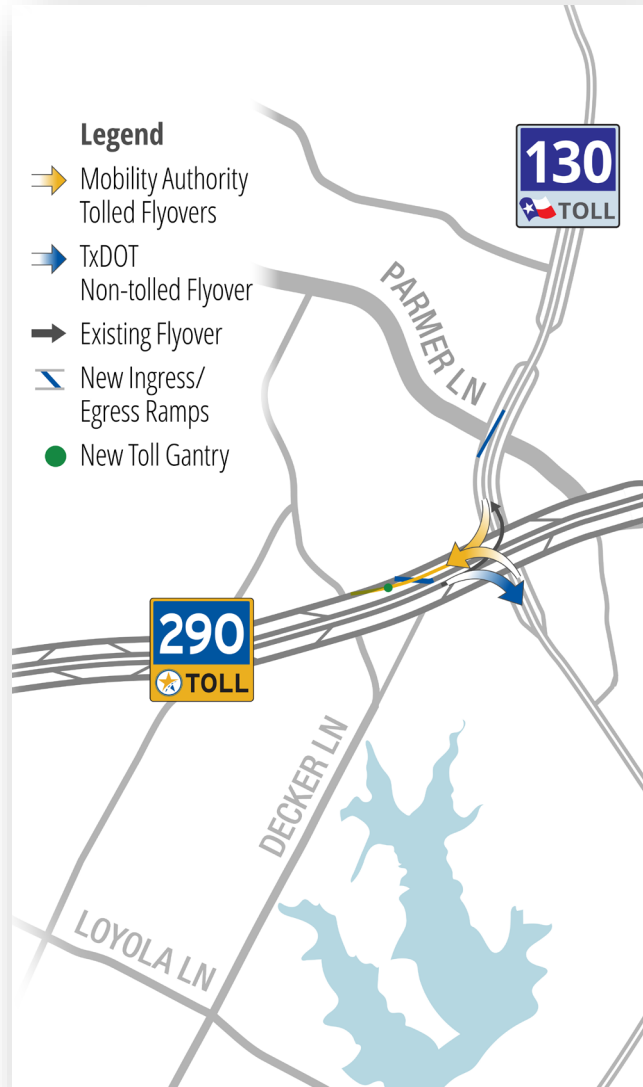 Legend
Mobility Authority
Tolled Flyovers
TxDOT
Non-tolled Flyover
Existing Flyover
New Ingress/
Egress Ramps
New Toll Gantry
130
TOLL
PARMER LN
290
TOLL
DECKER LN
LOYOLA LN